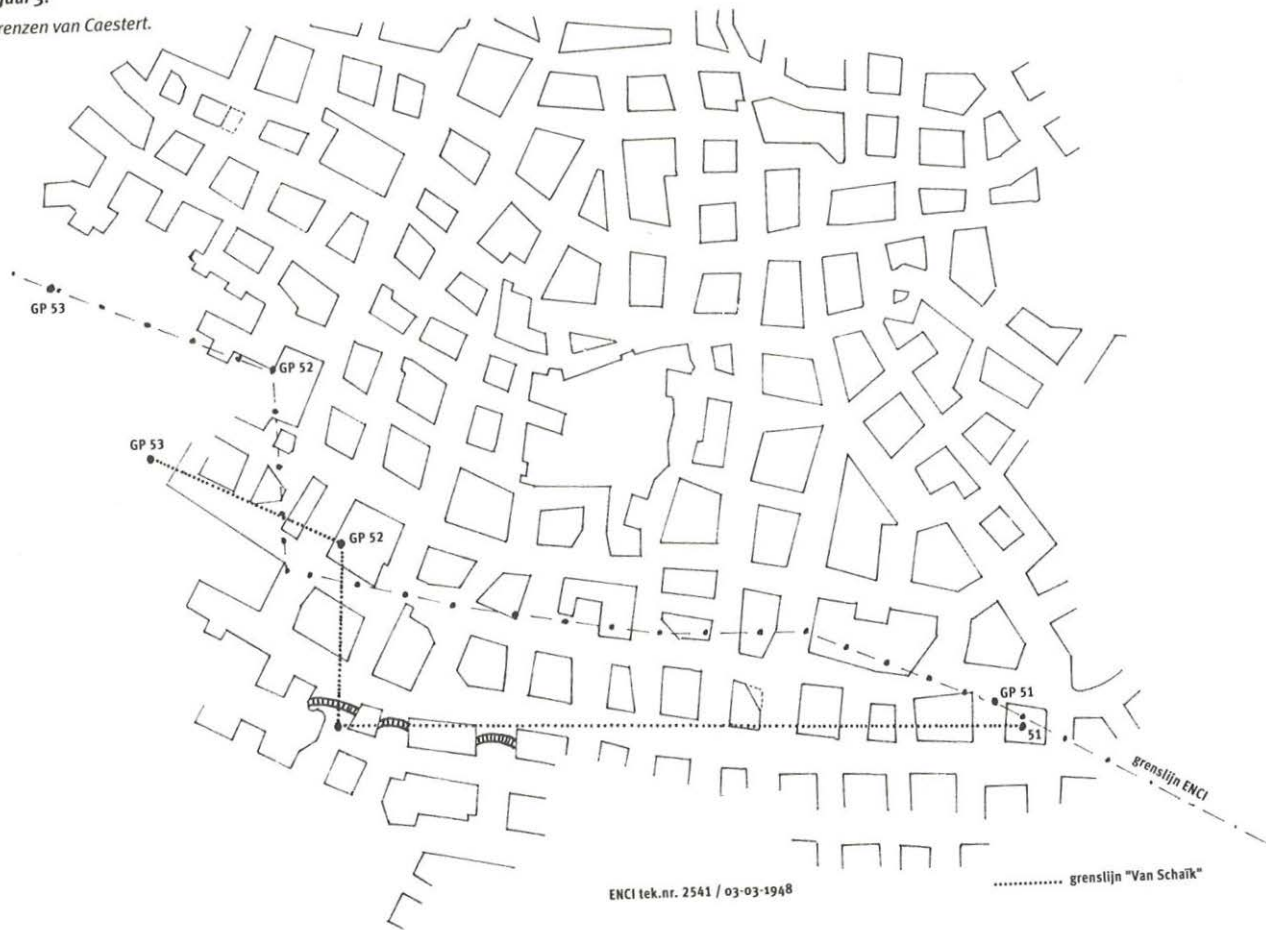 renzen van Caestert.
GP 53
GP 52
GP 53
GP 52
GP 51
51
grenslijn ENCI
ENCI tek.nr. 2541 / 03-03-1948
grenslijn "Van Schaïk"